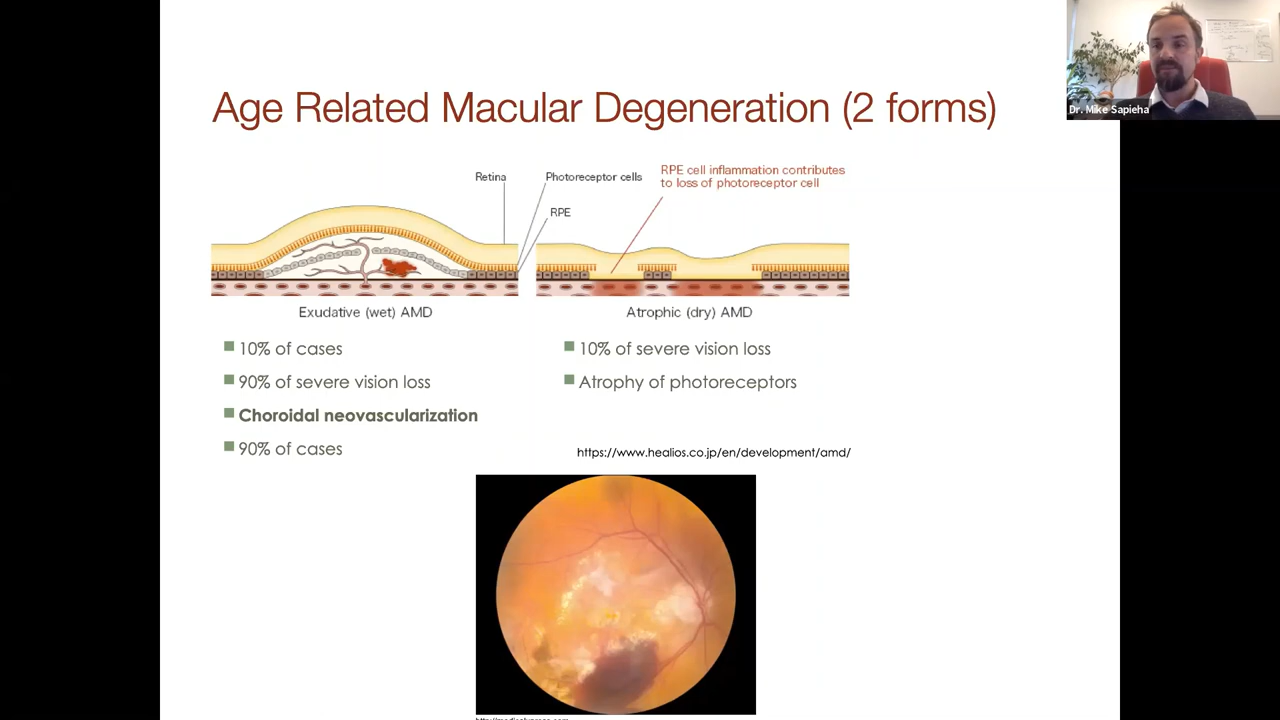 Age Related Macular Degeneration (2 forms)
Dr. Mike Sapieha
Retina
Photoreceptor cells
RPE
RPE cell inflammation contributes
to loss of photoreceptor cell
Exudative (wet) AMD
10% of cases
90% of severe vision loss
Choroidal neovascularization
90% of cases
Atrophic (dry) AMD
10% of severe vision loss
Atrophy of photoreceptors
https://www.healios.co.jp/en/development/amd/